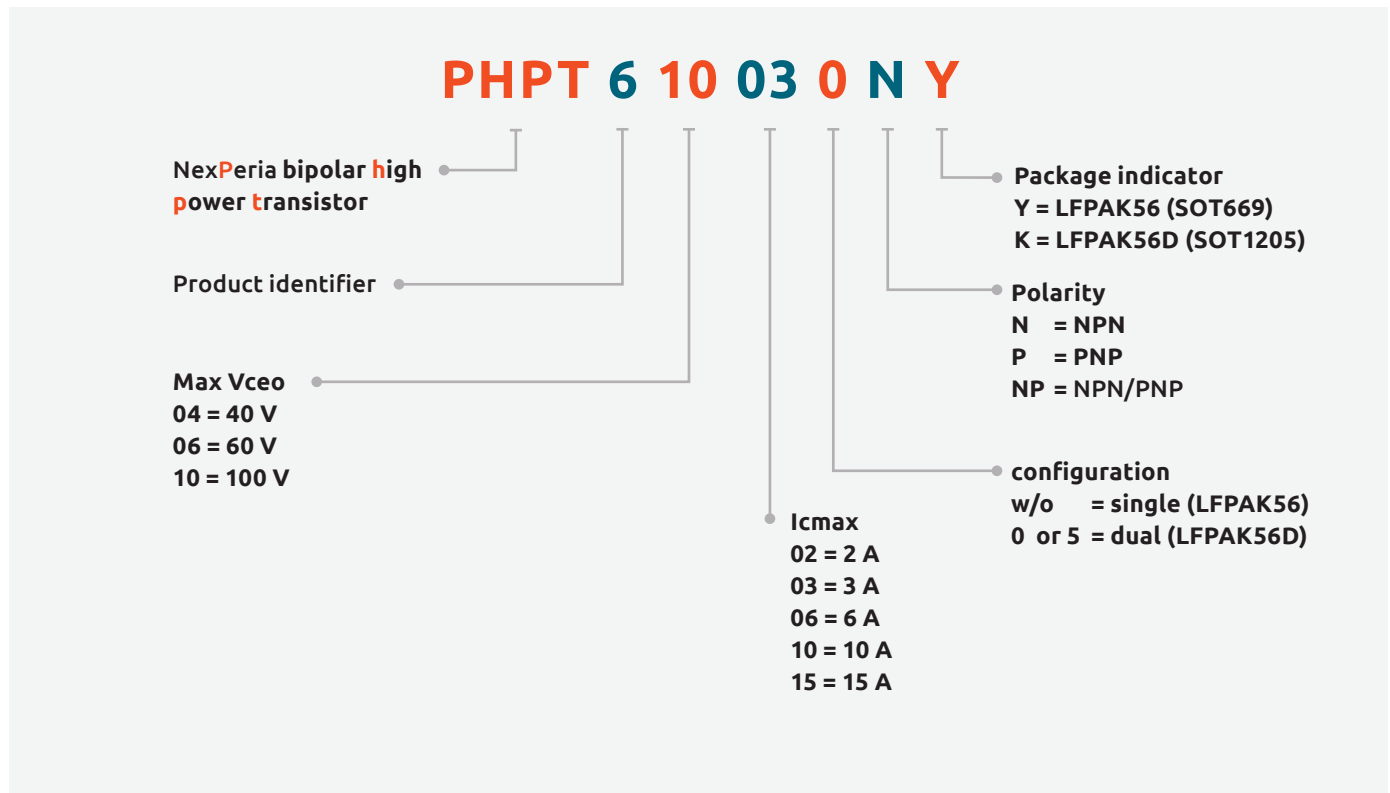 PHPT 6 10 03 0 N Y
NexPeria bipolar high
power transistor
Product identifier
Max Vceo
04 = 40 V
06 = 60 V
10 = 100 V
Icmax
02 = 2 A
03 = 3 A
06 = 6 A
10 = 10 A
15 = 15 A
Package indicator
Y = LFPAK56 (SOT669)
K = LFPAK56D (SOT1205)
Polarity
N = NPN
P = PNP
NP = NPN/PNP
configuration
w/o = single (LFPAK56)
0 or 5 = dual (LFPAK56D)